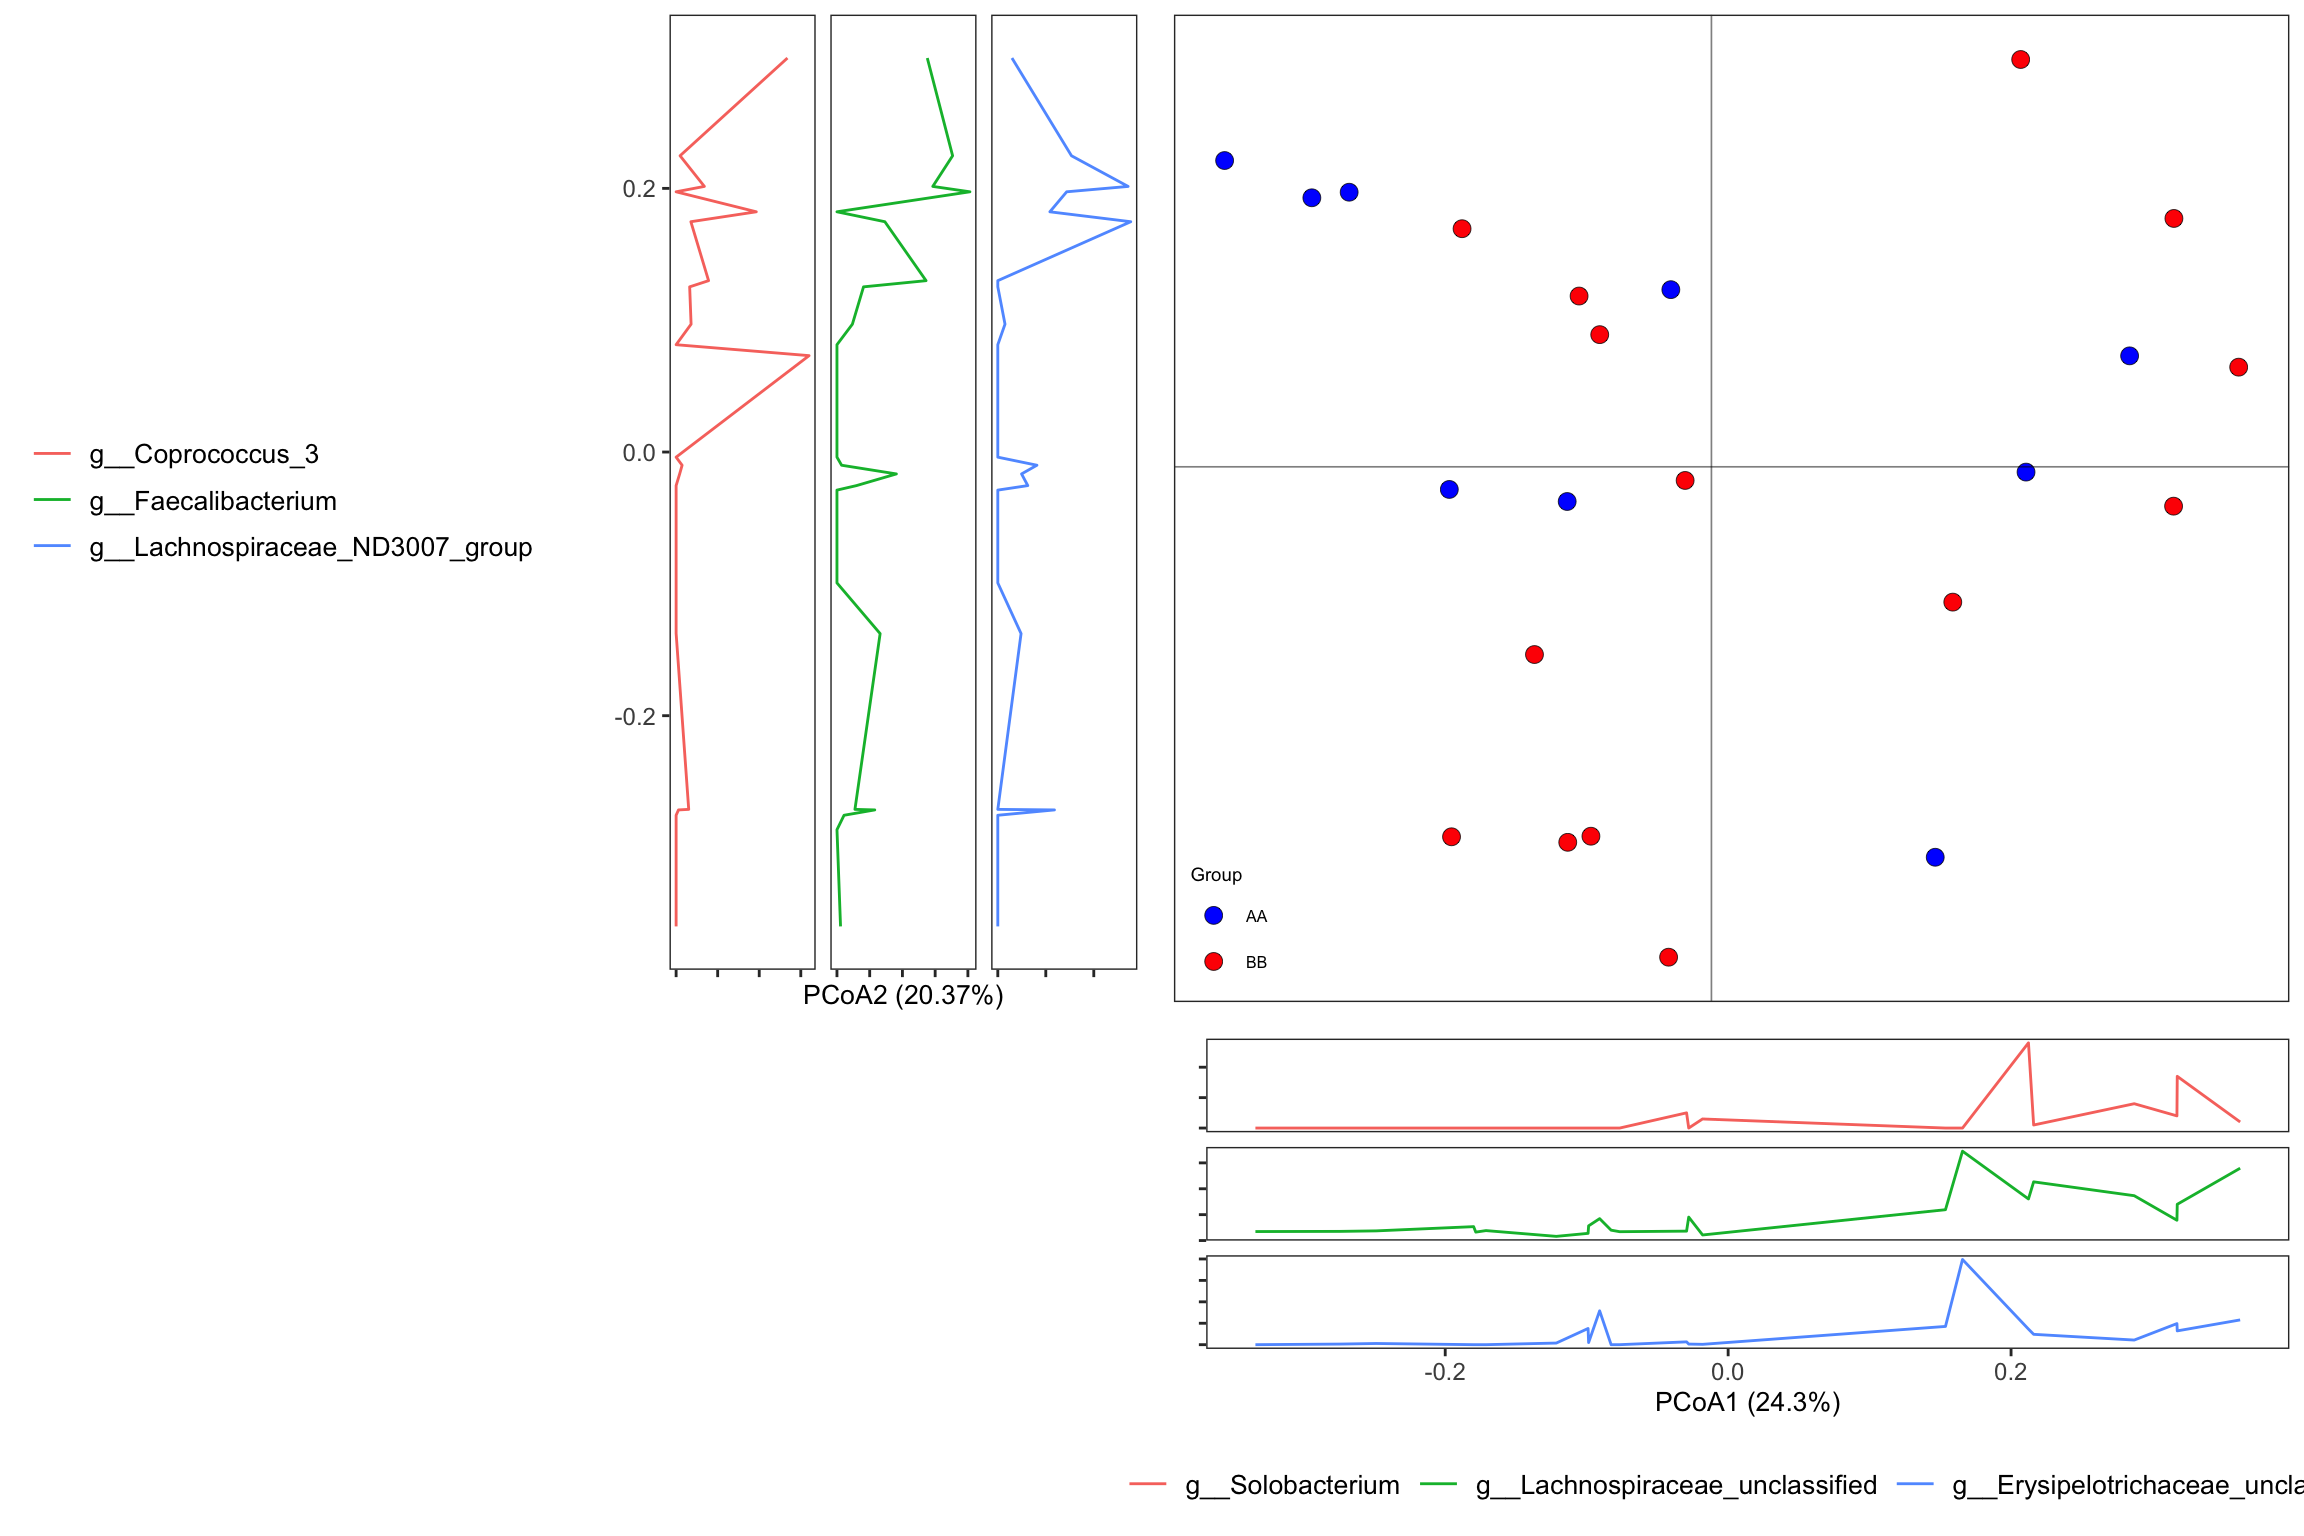 0.2
0.0
-0.2
g__Coprococcus_3
g__Faecalibacterium
g__Lachnospiraceae_ND3007_group
PCoA2 (20.37%)
Group
AA
BB
-0.2 0.0 0.2
PCoA1 (24.3%)
g__Solobacterium g__Lachnospiraceae_unclassified g__Erysipelotrichaceae_uncla